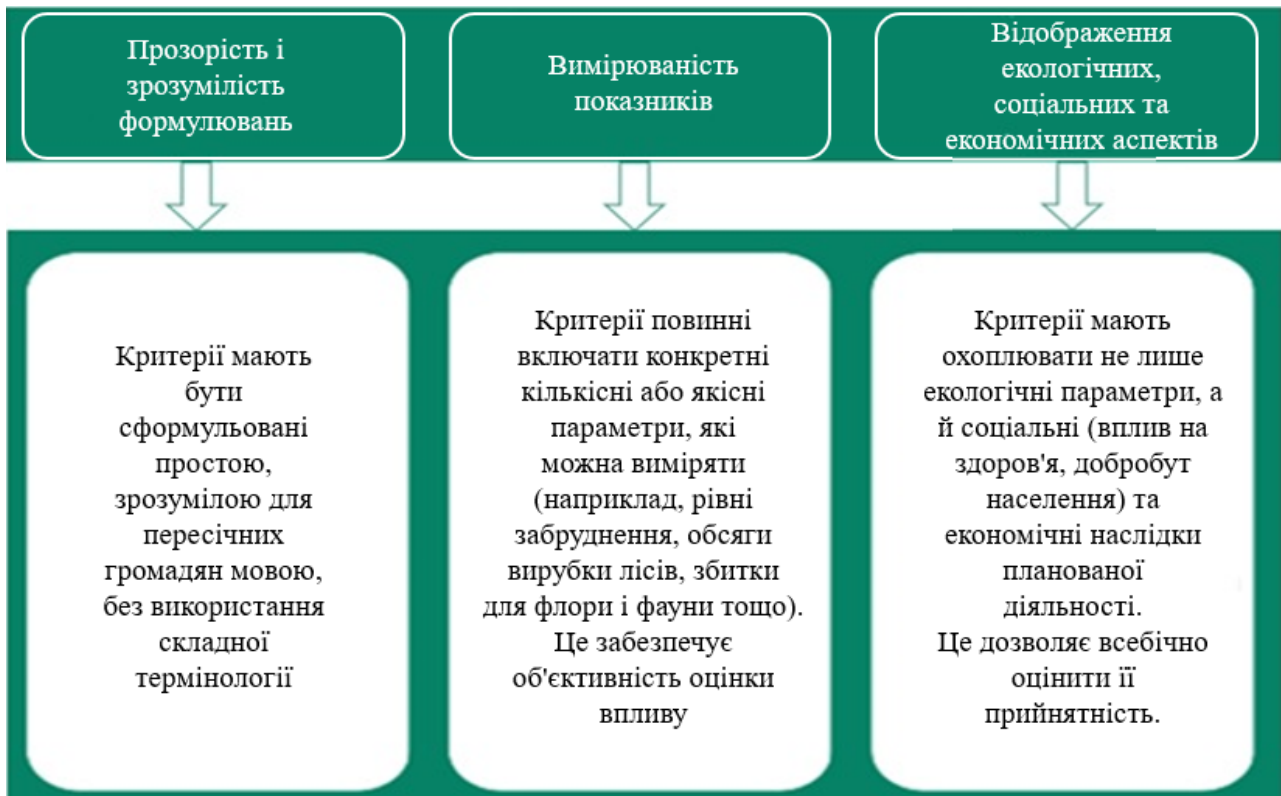 Прозорість і
зрозумілість
формулювань
Вимірюваність
показників
Відображення
екологічних,
соціальних та
економічних аспектів
Критерії мають
бути
сформульовані
простою,
зрозумілою для
пересічних
громадян мовою,
без використання
складної
термінології
Критерії повинні
включати конкретні
кількісні або якісні
параметри, які
можна виміряти
(наприклад, рівні
забруднення, обсяги
вирубки лісів, збитки
для флори і фауни тощо).
Це забезпечує
об'єктивність оцінки
впливу
Критерії мають
охоплювати не лише
екологічні параметри, а
й соціальні (вплив на
здоров'я, добробут
населення) та
економічні наслідки
планованої
діяльності.
Це дозволяє всебічно
оцінити її
прийнятність.